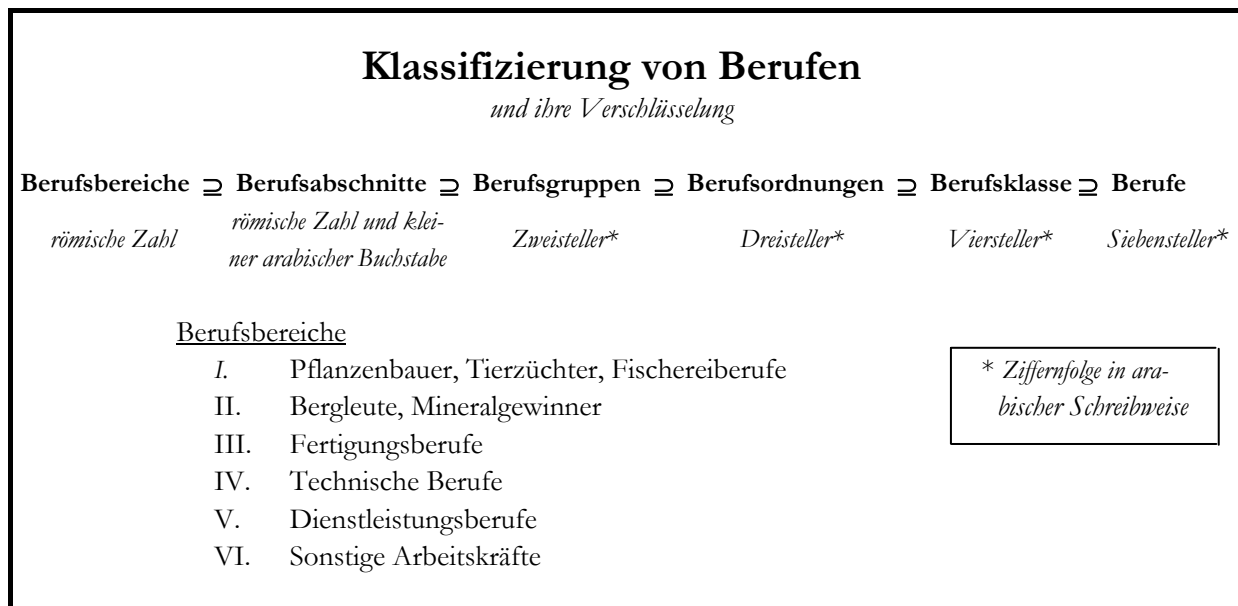 Klassifizierung von Berufen
und ihre Verschlüsselung
Berufsbereiche ⊇ Berufsabschnitte ⊇ Berufsgruppen ⊇ Berufsordnungen ⊇ Berufsklasse ⊇ Berufe
römische Zahl
römische Zahl und klei-
ner arabischer Buchstabe
Zweisteller*
Dreisteller*
Viersteller*
Siebensteller*
Berufsbereiche
I. Pflanzenbauer, Tierzüchter, Fischereiberufe
II. Bergleute, Mineralgewinner
III. Fertigungsberufe
IV. Technische Berufe
V. Dienstleistungsberufe
VI. Sonstige Arbeitskräfte
* Ziffernfolge in ara-
bischer Schreibweise